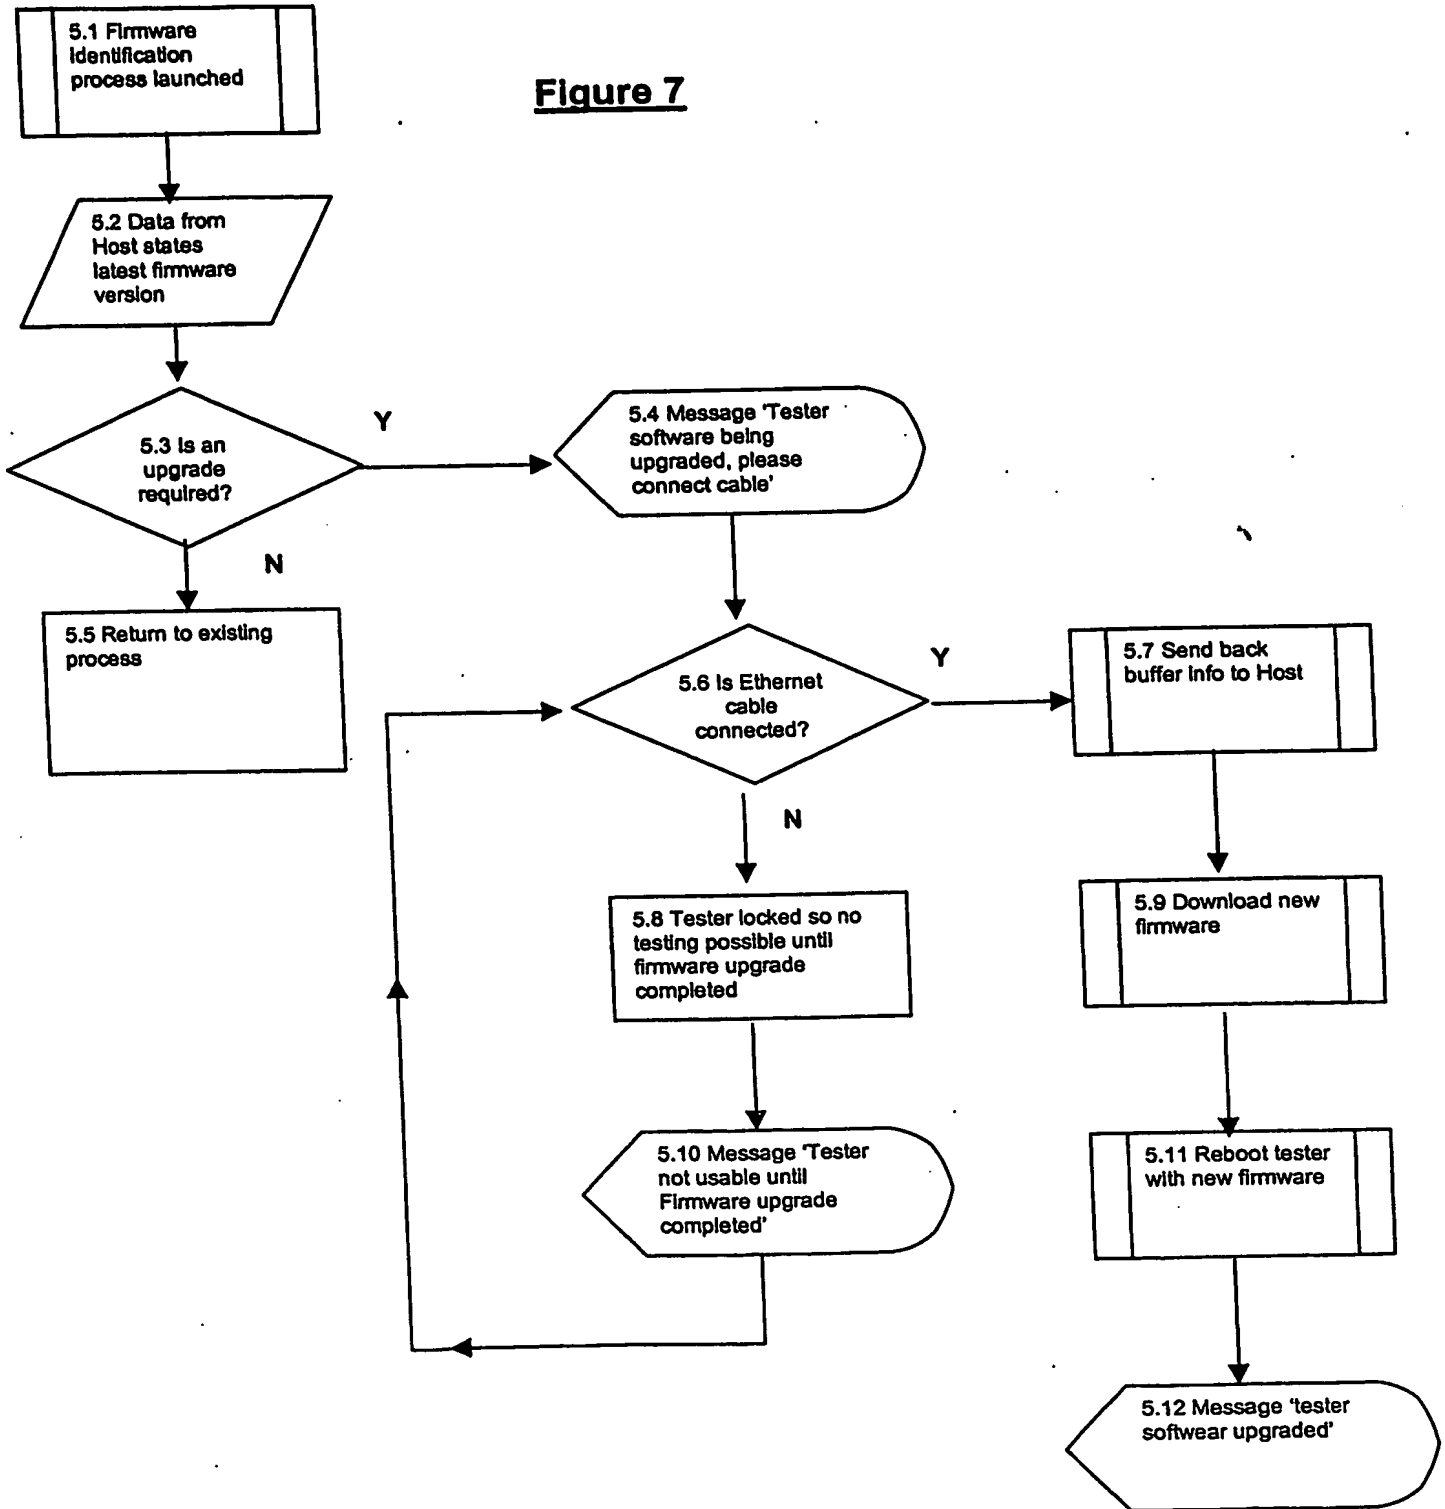 5.1 Firmware
identification
process launched
Figure 7
5.2 Data from
Host states
latest firmware
version
5.3 Is an
upgrade
required?
Y
N
5.4 Message 'Tester
software being
upgraded, please
connect cable'
5.5 Return to existing
process
5.6 Is Ethernet
cable
connected?
Y
N
5.7 Send back
buffer info to Host
5.8 Tester locked so no
testing possible until
firmware upgrade
completed
5.9 Download new
firmware
5.10 Message 'Tester
not usable until
Firmware upgrade
completed'
5.11 Reboot tester
with new firmware
5.12 Message 'tester
softwear upgraded'